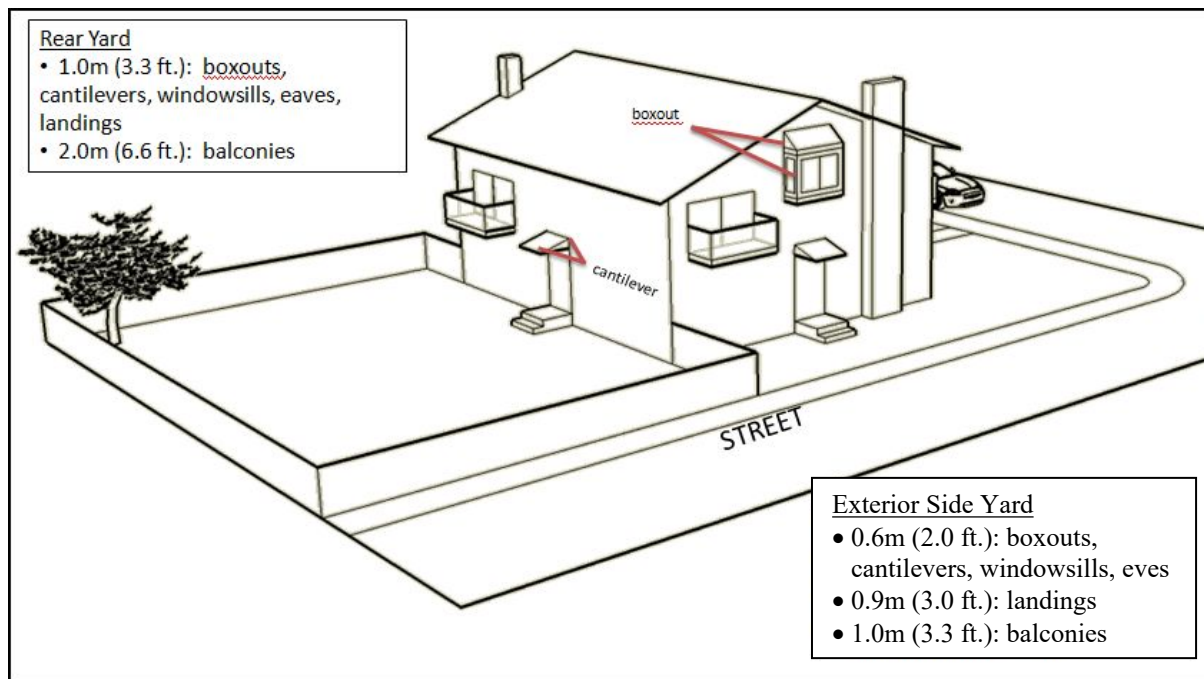 Rear Yard
• 1.0m (3.3 ft.): boxouts,
cantilevers, windowsills, eaves,
landings
• 2.0m (6.6 ft.): balconies
boxout
cantilever
STREET
Exterior Side Yard
• 0.6m (2.0 ft.): boxouts,
cantilevers, windowsills, eves
• 0.9m (3.0 ft.): landings
• 1.0m (3.3 ft.): balconies